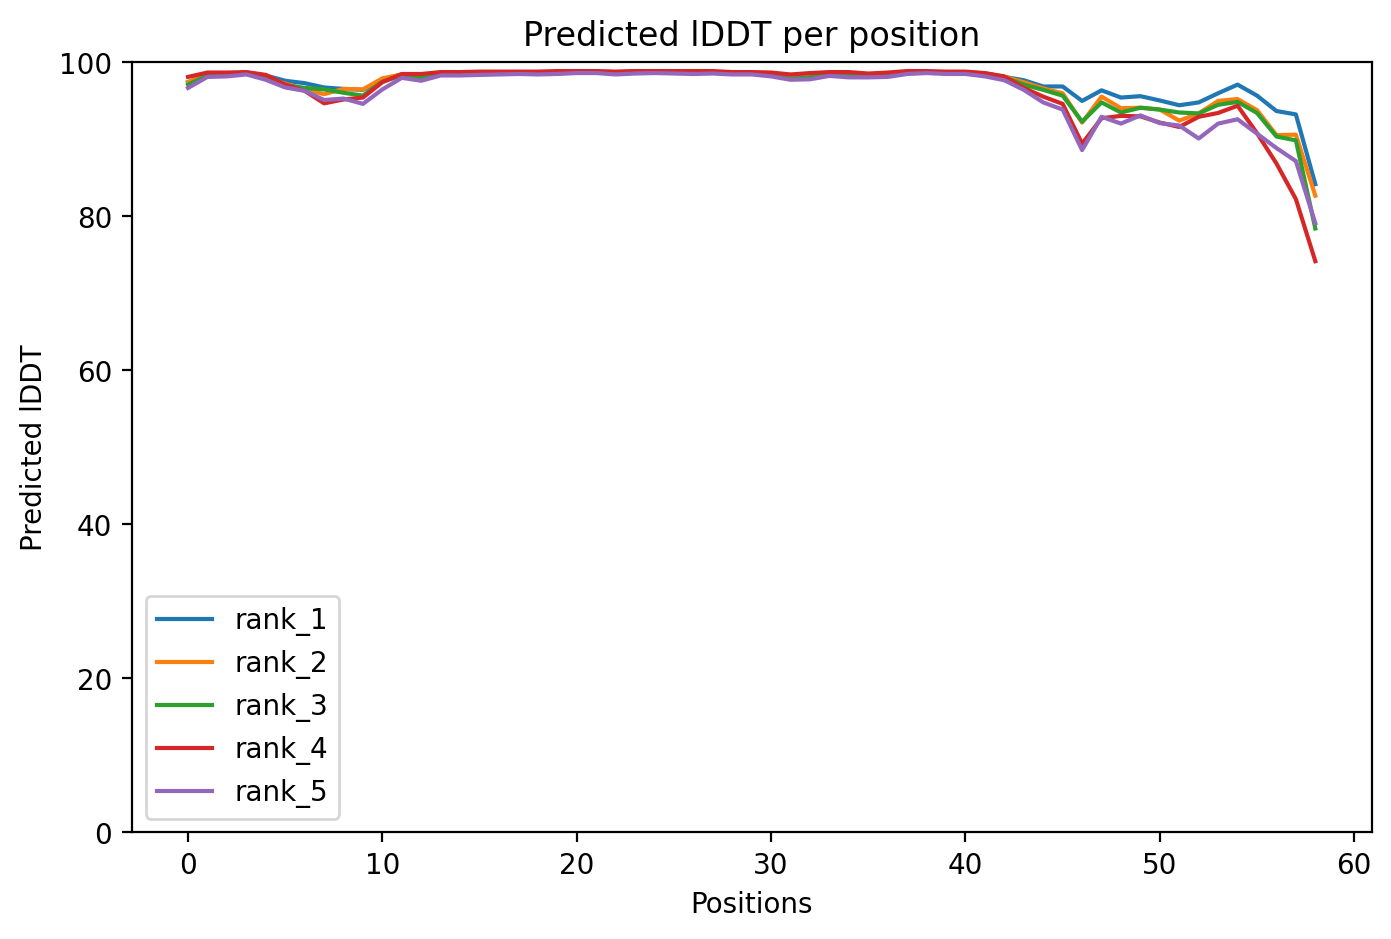 Predicted lDDT per position
100
80
60
40
20
0
Predicted lDDT
rank_1
rank_2
rank_3
rank_4
rank_5
0 10 20 30 40 50 60
Positions